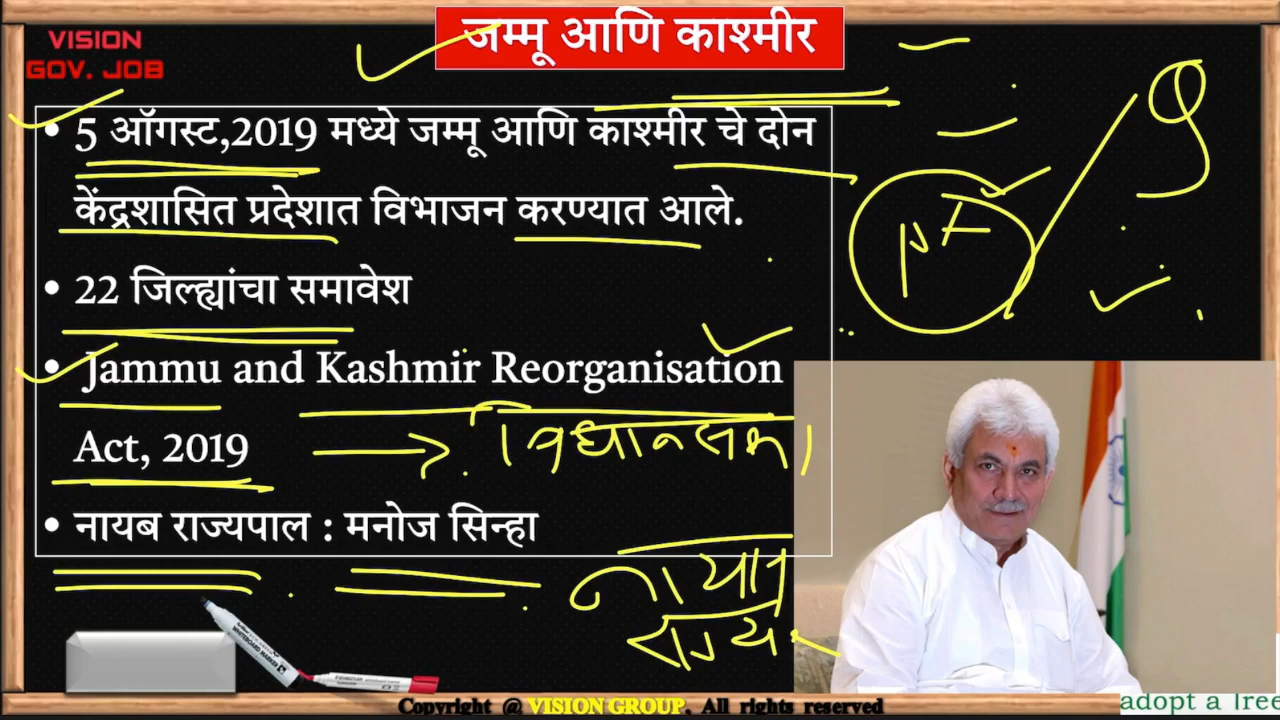 VISION
GOV. JOB
जम्मू आणि काश्मीर
• 5 ऑगस्ट,2019 मध्ये जम्मू आणि काश्मीर चे दोन
केंद्रशासित प्रदेशात विभाजन करण्यात आले.
• 22 जिल्ह्यांचा समावेश
• Jammu and Kashmir Reorganisation
Act, 2019
विधानसभा
• नायब राज्यपाल : मनोज सिन्हा
Copyright @ VISION GROUP. All rights reserved
adopt a Tree